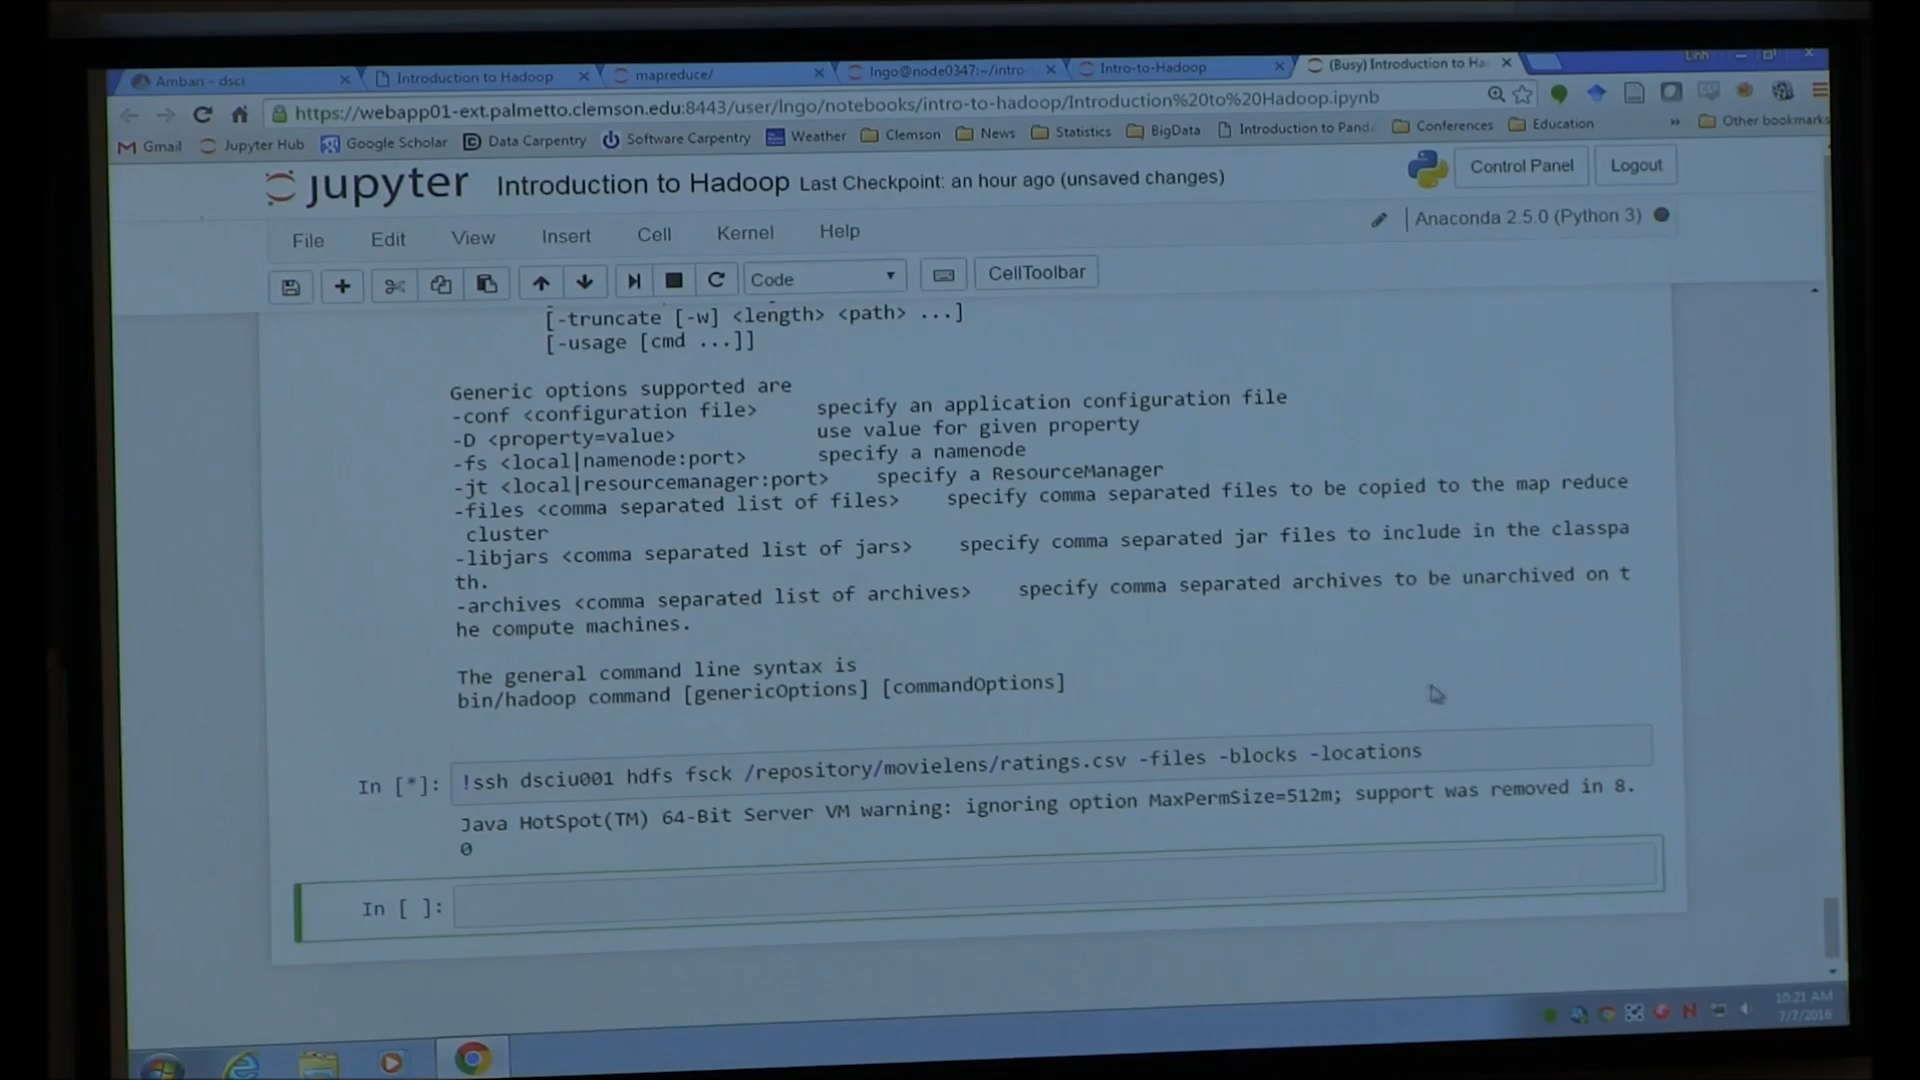 Ambari - dsci
Introduction to Hadoop
mapreduce/
lngo@node0347:~/intro-
Intro-to-Hadoop
(Busy) Introduction to Ha
Linh
https://webapp01-ext.palmetto.clemson.edu:8443/user/lngo/notebooks/intro-to-hadoop/Introduction%20to%20Hadoop.ipynb
Gmail
Jupyter Hub
Google Scholar
Data Carpentry
Software Carpentry
Weather
Clemson
News
Statistics
BigData
Introduction to Panda
Conferences
Education
»
Other bookmarks
jupyter Introduction to Hadoop Last Checkpoint: an hour ago (unsaved changes)
Control Panel
Logout
File Edit View Insert Cell Kernel Help
Anaconda 2.5.0 (Python 3)
Code
CellToolbar
[-truncate [-w] <length> <path> ...]
[-usage [cmd ...]]
Generic options supported are
-conf <configuration file> specify an application configuration file
-D <property=value> use value for given property
-fs <local|namenode:port> specify a namenode
-jt <local|resourcemanager:port> specify a ResourceManager
-files <comma separated list of files> specify comma separated files to be copied to the map reduce
cluster
-libjars <comma separated list of jars> specify comma separated jar files to include in the classpa
th.
-archives <comma separated list of archives> specify comma separated archives to be unarchived on t
he compute machines.
The general command line syntax is
bin/hadoop command [genericOptions] [commandOptions]
In [*]: !ssh dsciu001 hdfs fsck /repository/movielens/ratings.csv -files -blocks -locations
Java HotSpot(TM) 64-Bit Server VM warning: ignoring option MaxPermSize=512m; support was removed in 8.
0
In [ ]:
10:21 AM
7/7/2016